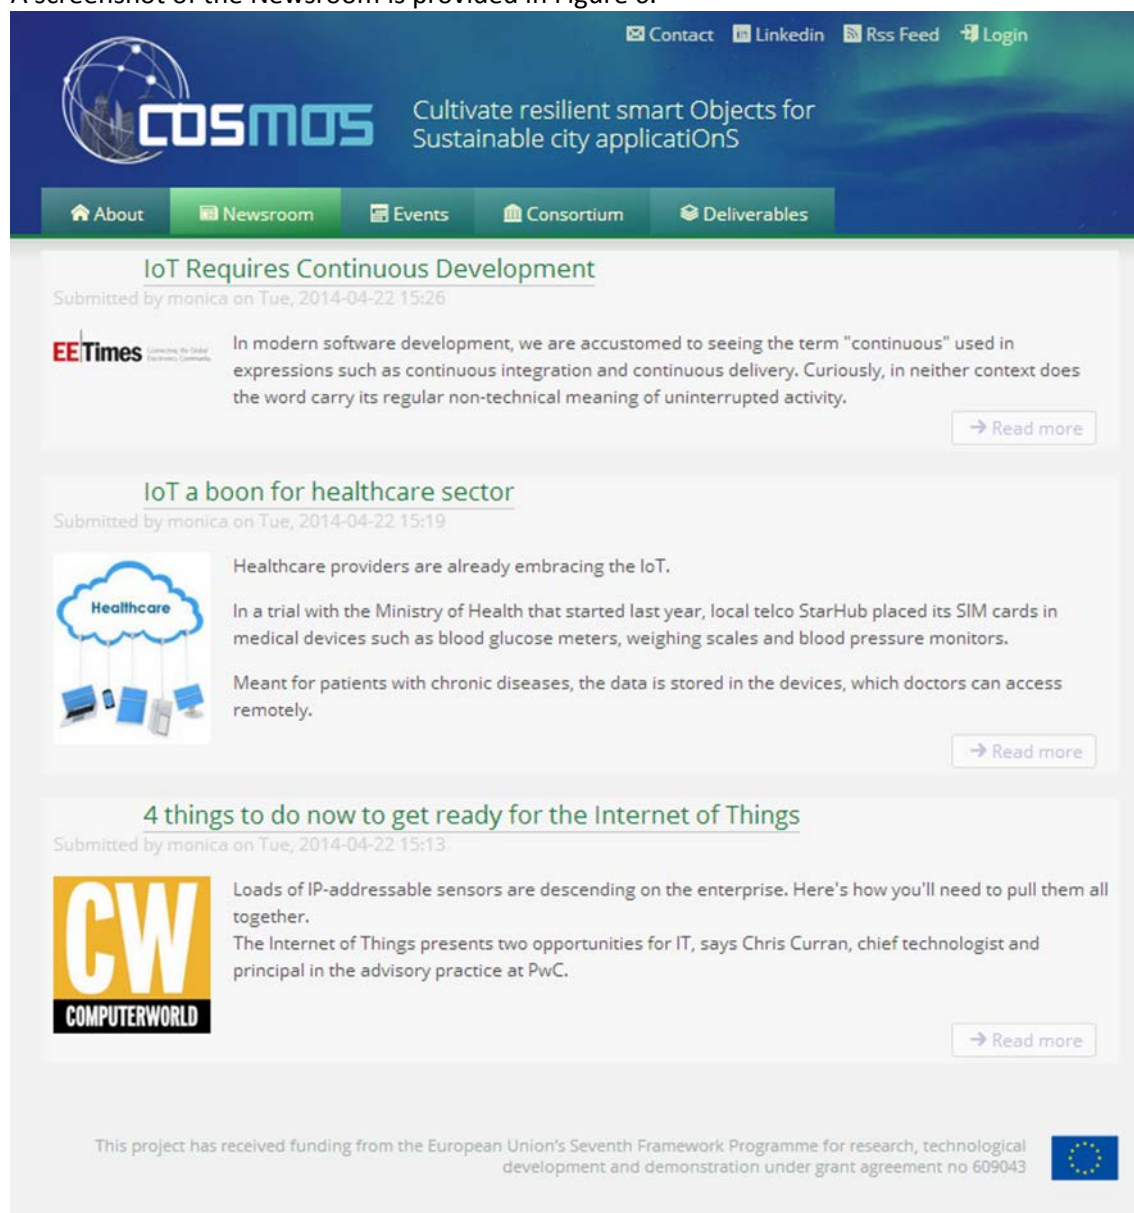 A screenshot of the Newsroom is provided in Figure 6.
Contact Linkedin Rss Feed Login
COSMOS
Cultivate resilient smart Objects for
Sustainable city applicatiOnS
About Newsroom Events Consortium Deliverables
IoT Requires Continuous Development
Submitted by monica on Tue, 2014-04-22 15:26
EETimes
In modern software development, we are accustomed to seeing the term "continuous" used in
expressions such as continuous integration and continuous delivery. Curiously, in neither context does
the word carry its regular non-technical meaning of uninterrupted activity.
Read more
IoT a boon for healthcare sector
Submitted by monica on Tue, 2014-04-22 15:19
Healthcare
Healthcare providers are already embracing the IoT.
In a trial with the Ministry of Health that started last year, local telco StarHub placed its SIM cards in
medical devices such as blood glucose meters, weighing scales and blood pressure monitors.
Meant for patients with chronic diseases, the data is stored in the devices, which doctors can access
remotely.
Read more
4 things to do now to get ready for the Internet of Things
Submitted by monica on Tue, 2014-04-22 15:13
CW
COMPUTERWORLD
Loads of IP-addressable sensors are descending on the enterprise. Here's how you'll need to pull them all
together.
The Internet of Things presents two opportunities for IT, says Chris Curran, chief technologist and
principal in the advisory practice at PwC.
Read more
This project has received funding from the European Union's Seventh Framework Programme for research, technological
development and demonstration under grant agreement no 609043